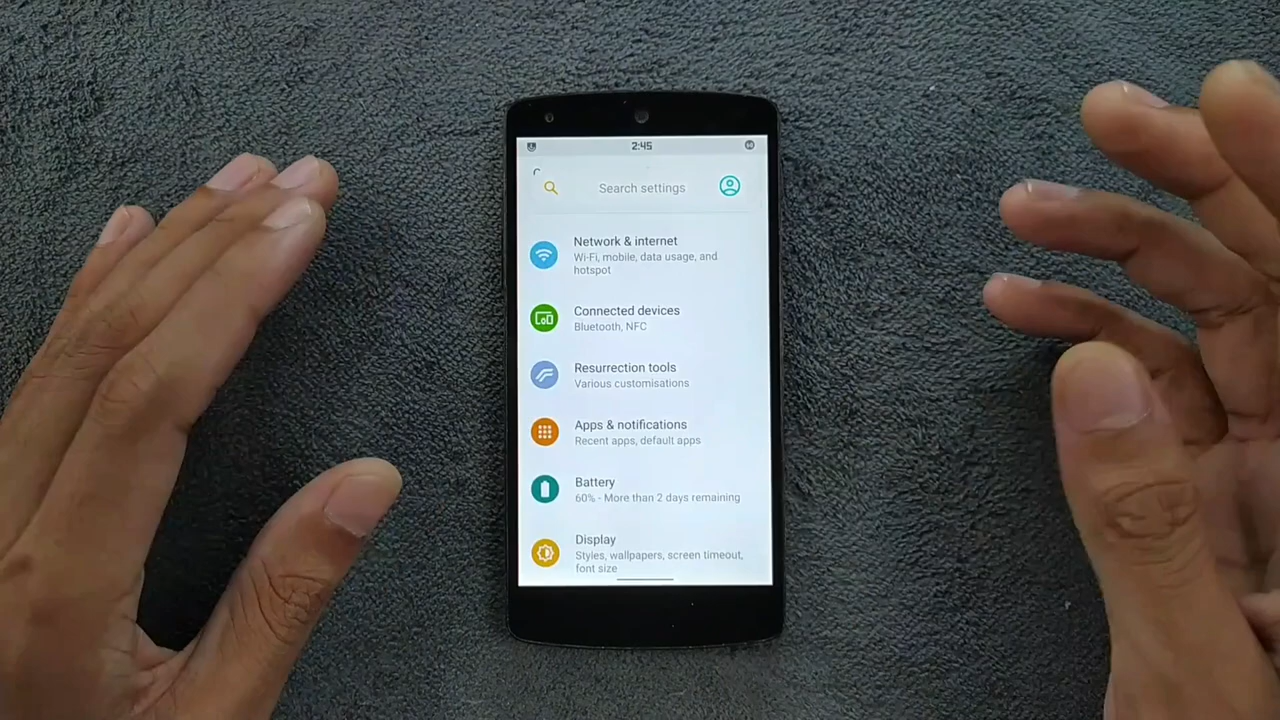 2:45
Search settings
Network & internet
Wi-Fi, mobile, data usage, and
hotspot
Connected devices
Bluetooth, NFC
Resurrection tools
Various customisations
Apps & notifications
Recent apps, default apps
Battery
60% - More than 2 days remaining
Display
Styles, wallpapers, screen timeout,
font size